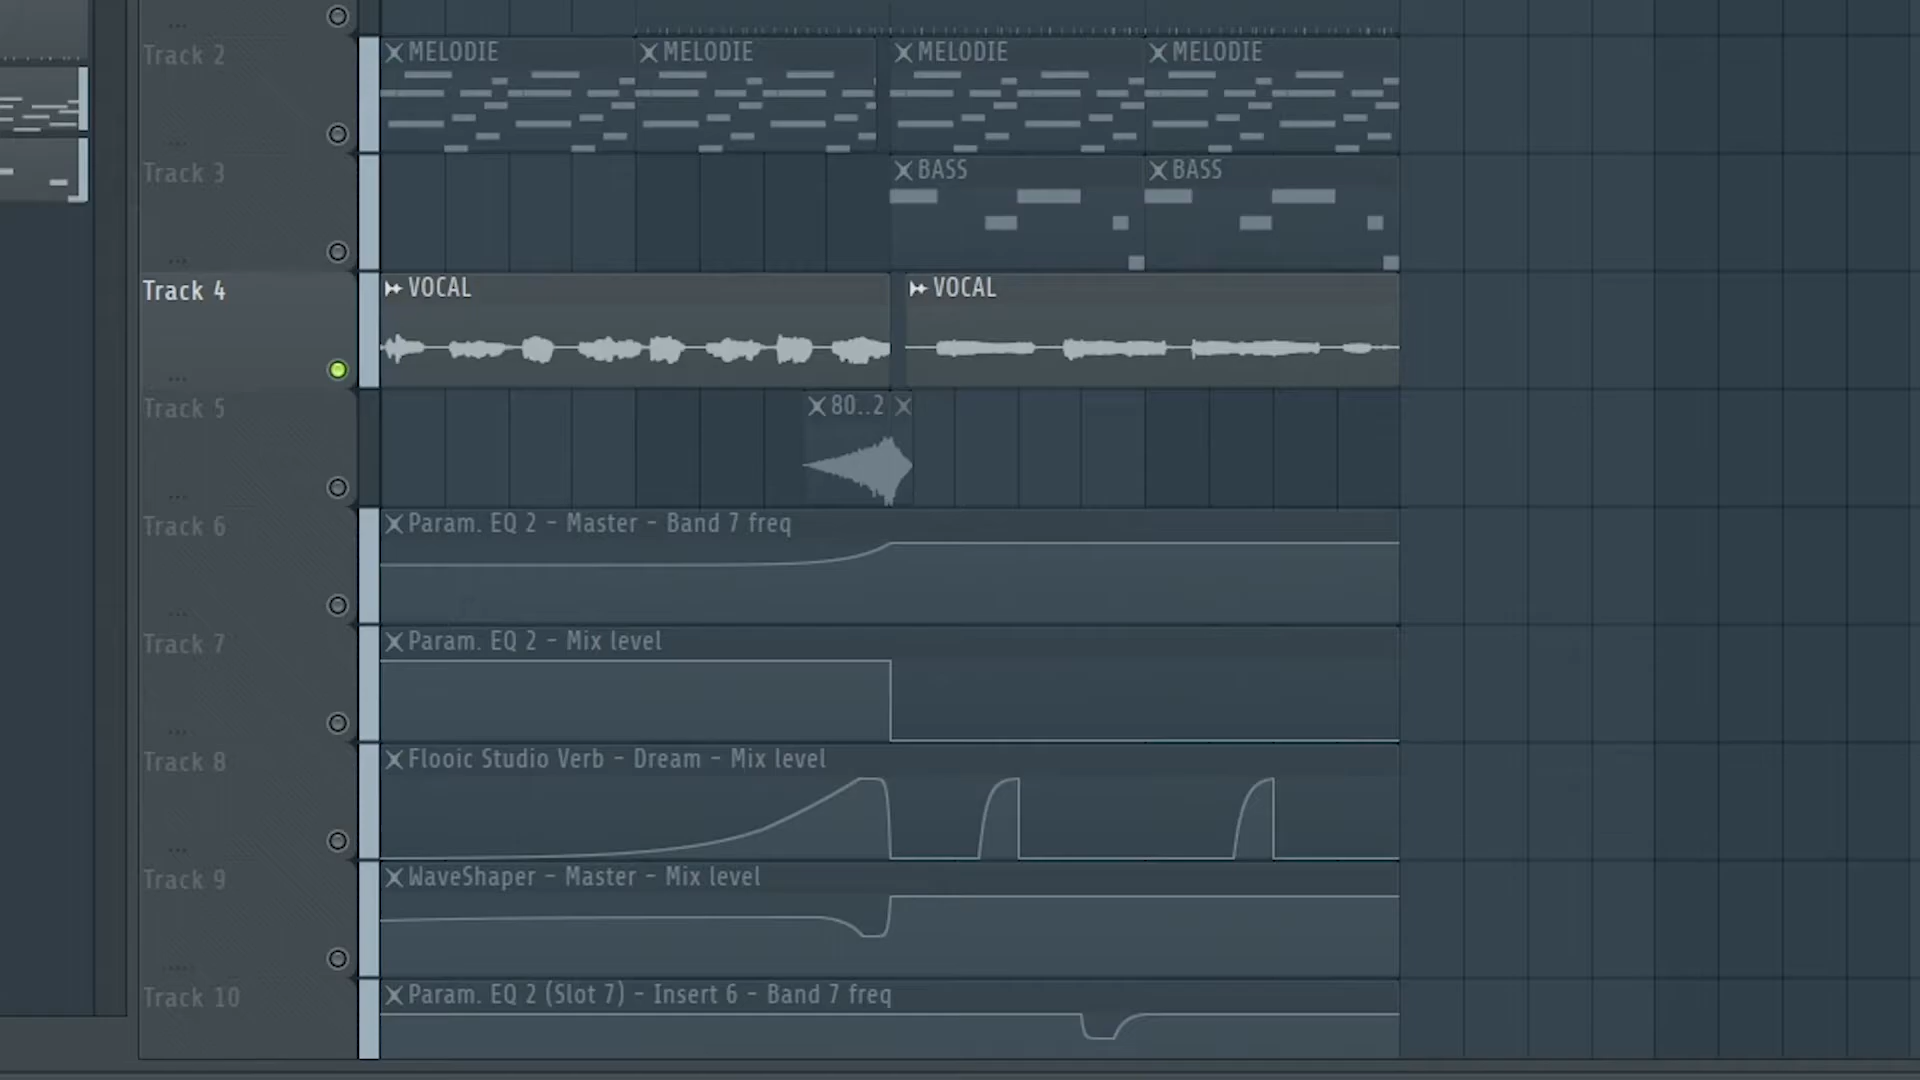 Track 2
MELODIE MELODIE MELODIE MELODIE
Track 3
BASS BASS
Track 4
VOCAL VOCAL
Track 5
80..2
Track 6
Param. EQ 2 - Master - Band 7 freq
Track 7
Param. EQ 2 - Mix level
Track 8
Flooic Studio Verb - Dream - Mix level
Track 9
WaveShaper - Master - Mix level
Track 10
Param. EQ 2 (Slot 7) - Insert 6 - Band 7 freq